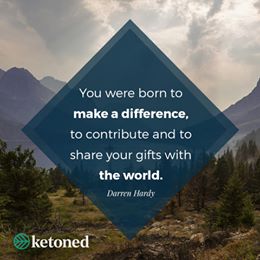 You were born to
make a difference,
to contribute and to
share your gifts with
the world.
Darren Hardy
ketoned